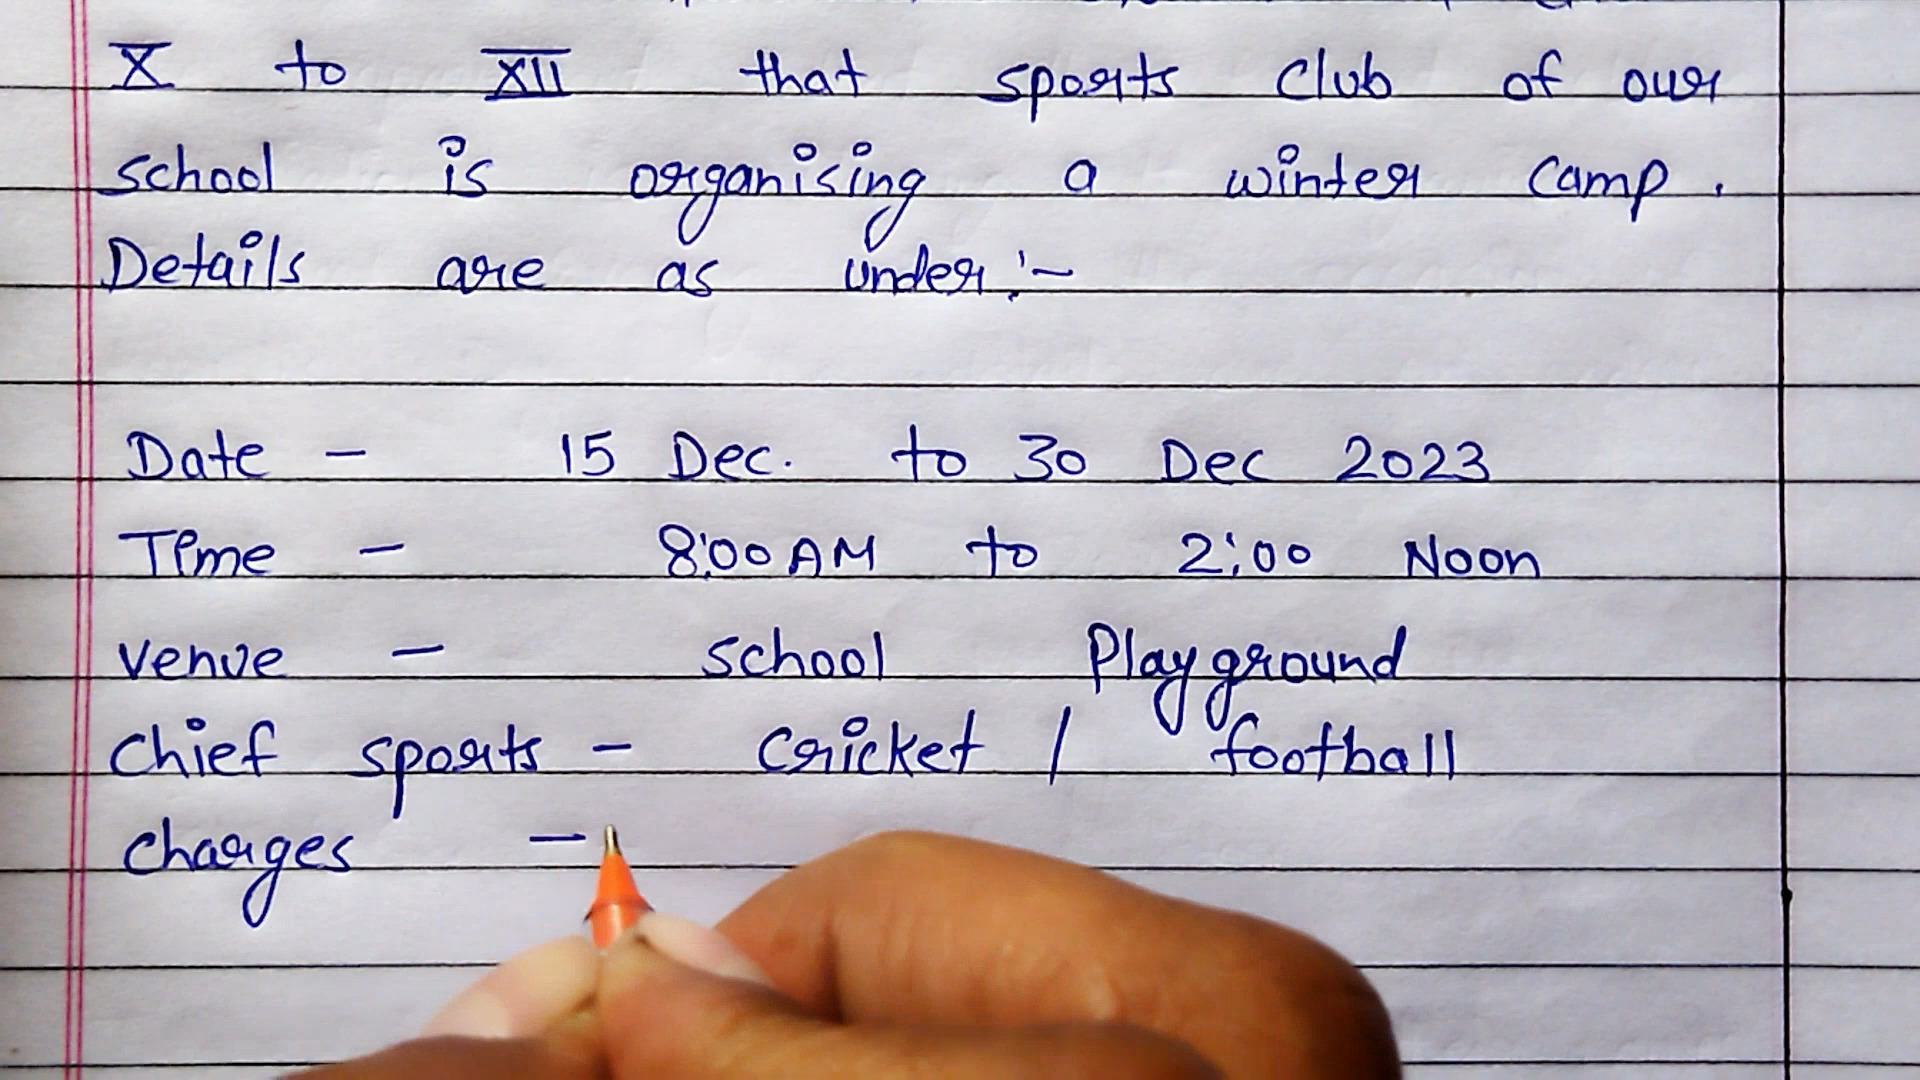 X to XII that sports Club of our
school is organising a winter Camp.
Details are as under :-
Date - 15 Dec. to 30 Dec 2023
Time - 8:00 AM to 2:00 Noon
Venue - school Playground
Chief sports - Cricket / football
Charges -